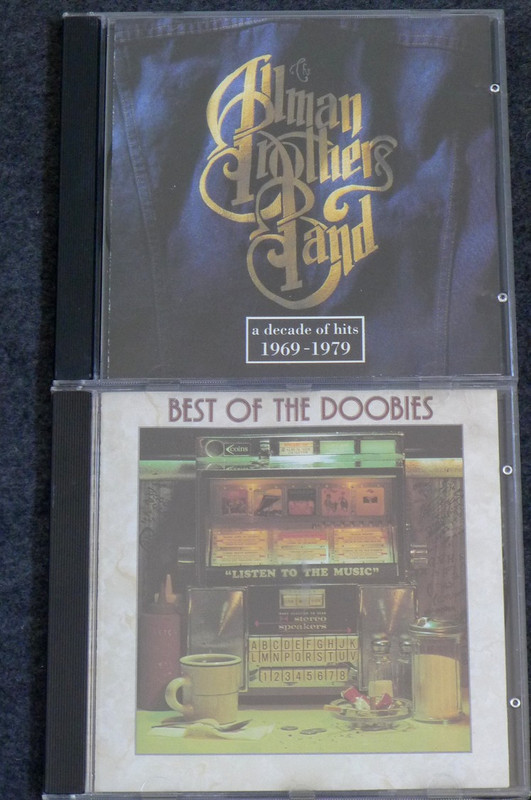 The
Allman
Brothers
Band
a decade of hits
1969-1979
BEST OF THE DOOBIES
"LISTEN TO THE MUSIC"
stereo
speakers
ABCDEFGHJK
LMNPQRSTUV
12345678